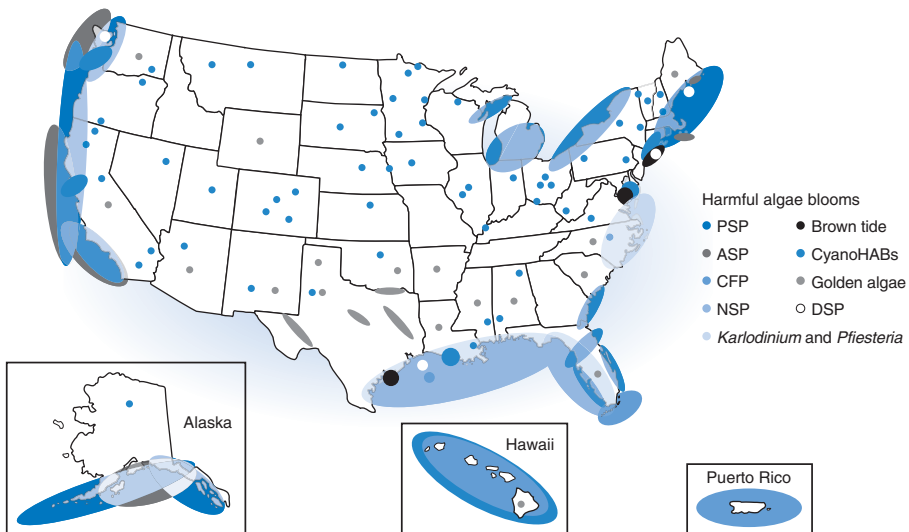 Harmful algae blooms
PSP
Brown tide
ASP
CyanoHABs
CFP
Golden algae
NSP
DSP
Karlodinium and Pfiesteria
Alaska
Hawaii
Puerto Rico